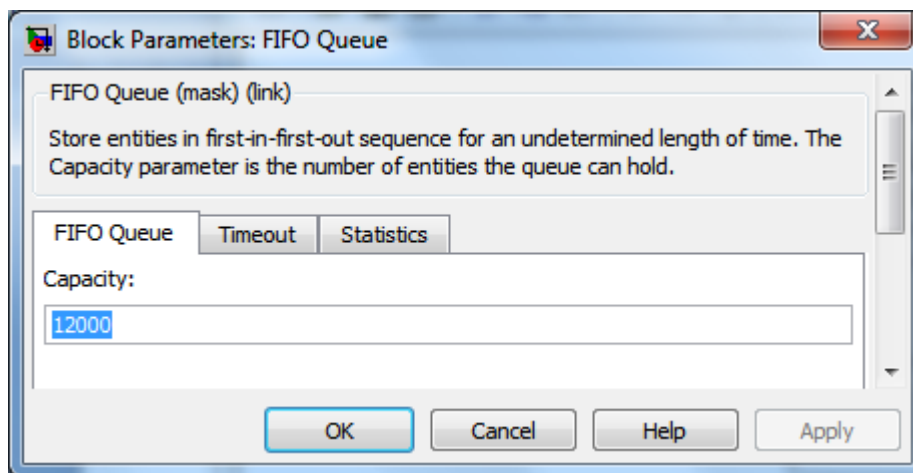 Block Parameters: FIFO Queue
FIFO Queue (mask) (link)
Store entities in first-in-first-out sequence for an undetermined length of time. The
Capacity parameter is the number of entities the queue can hold.
FIFO Queue Timeout Statistics
Capacity:
12000
OK Cancel Help Apply